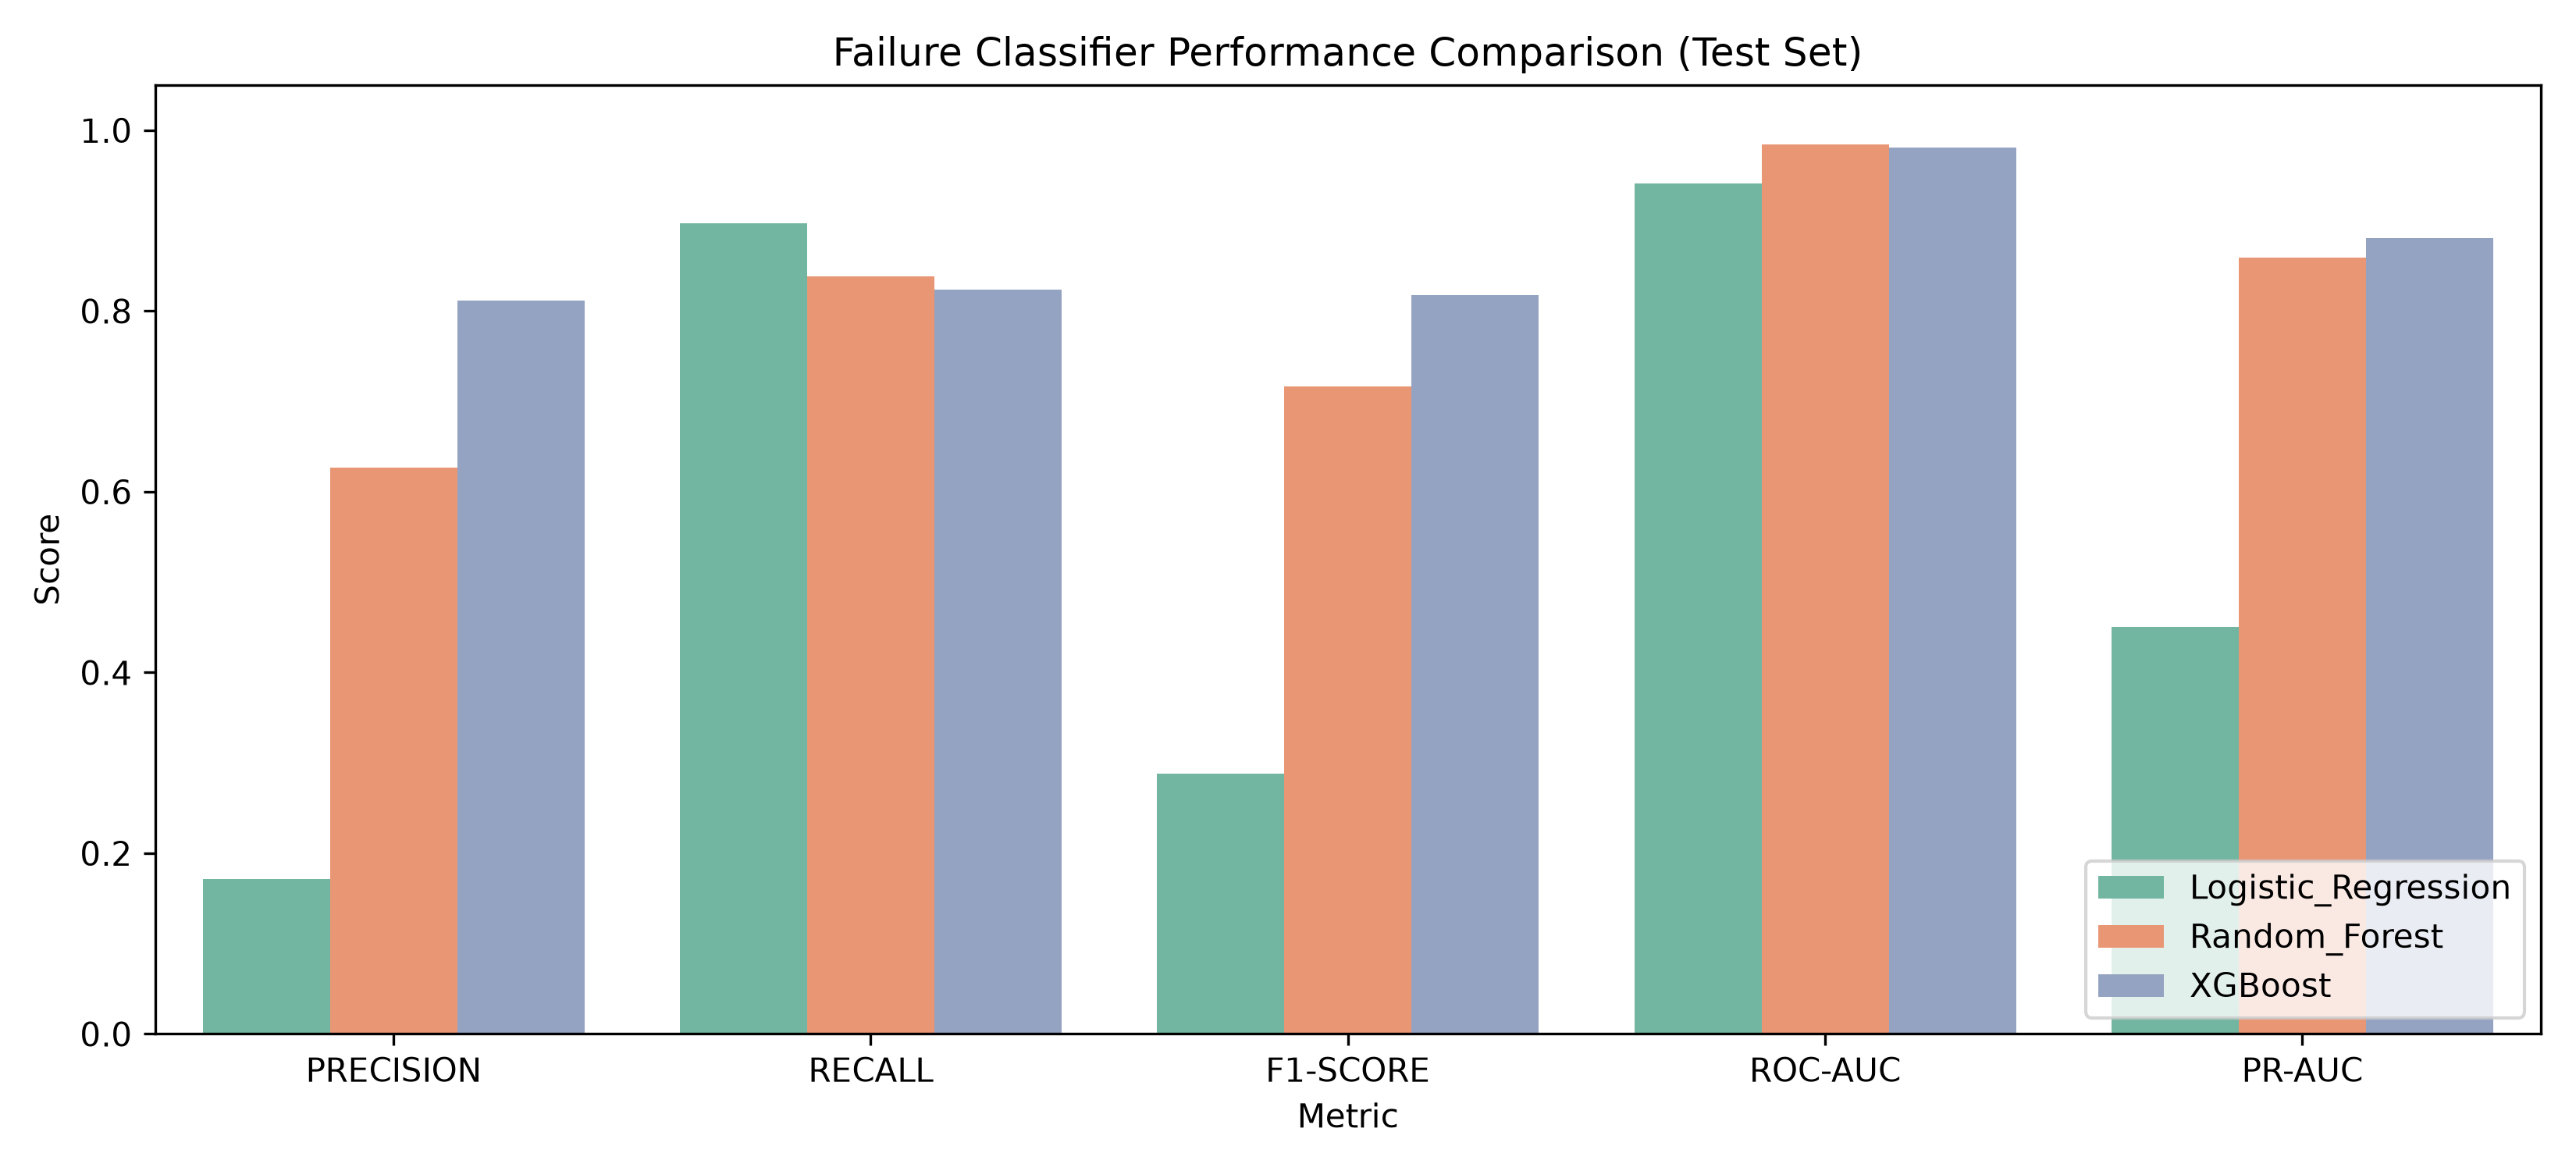 Failure Classifier Performance Comparison (Test Set)
1.0
0.8
0.6
0.4
0.2
0.0
Score
PRECISION
RECALL
F1-SCORE
ROC-AUC
PR-AUC
Metric
Logistic_Regression
Random_Forest
XGBoost